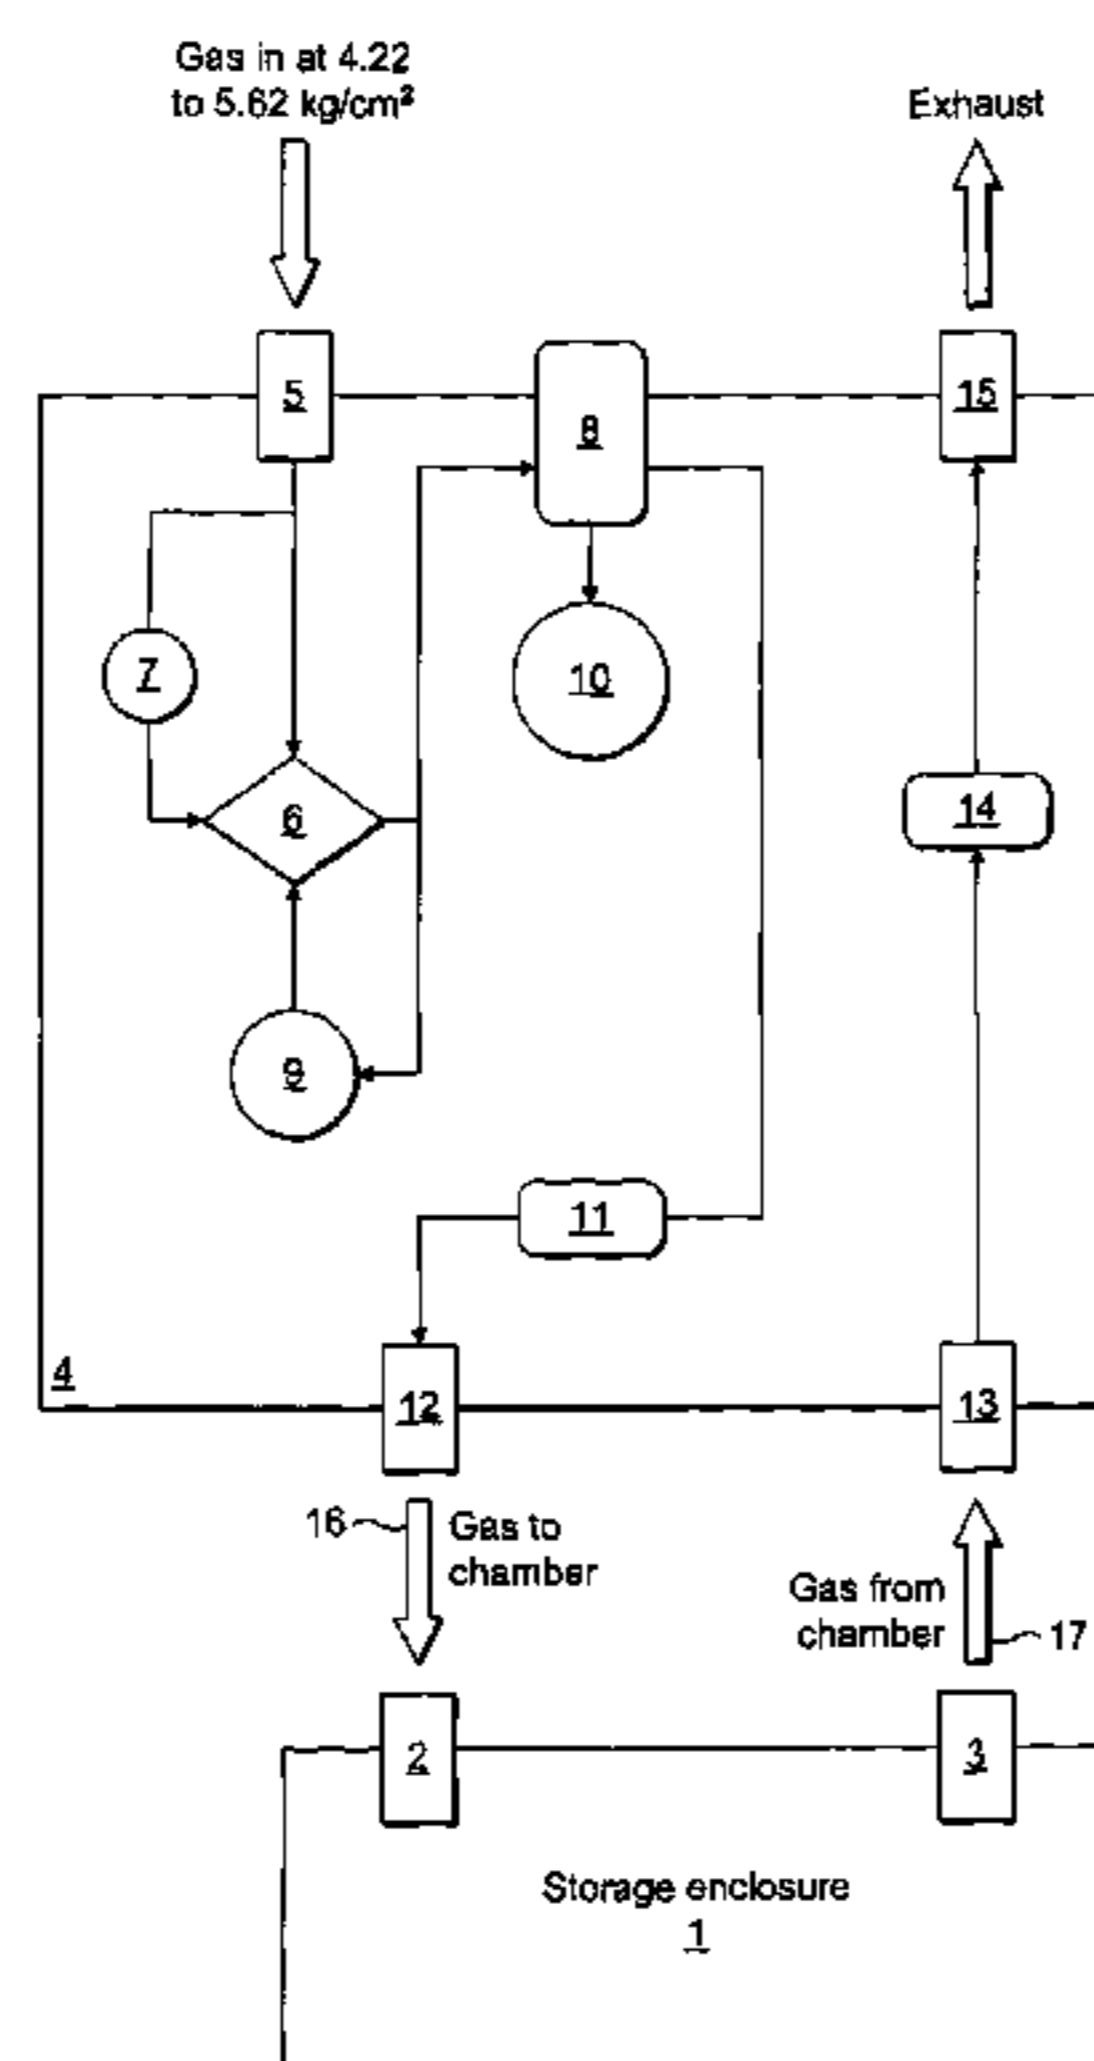 Gas in at 4.22
to 5.62 kg/cm²
Exhaust
5
8
15
7
10
6
14
9
11
4
12
13
16
Gas to
chamber
Gas from
chamber
17
2
3
Storage enclosure
1